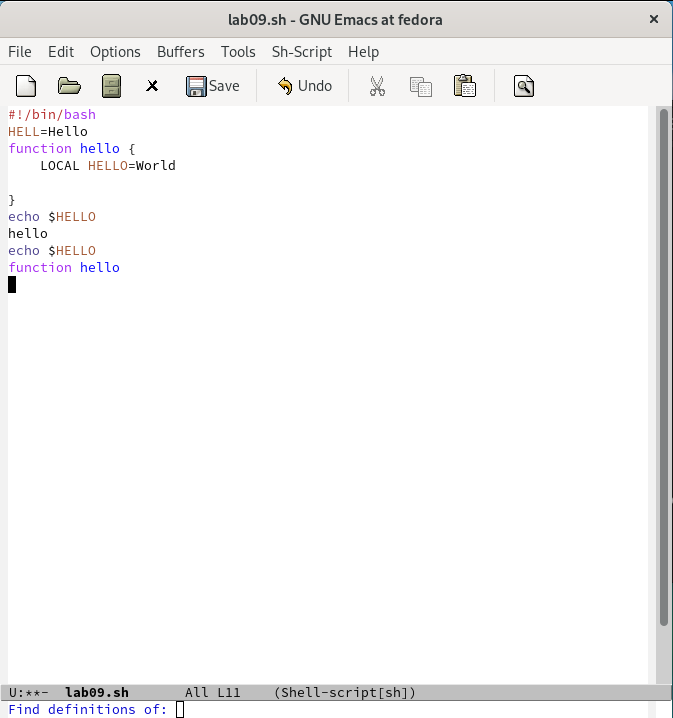 lab09.sh - GNU Emacs at fedora
File Edit Options Buffers Tools Sh-Script Help
Save Undo
#!/bin/bash
HELL=Hello
function hello {
    LOCAL HELLO=World
}
echo $HELLO
hello
echo $HELLO
function hello
U:**-  lab09.sh       All L11    (Shell-script[sh])
Find definitions of: